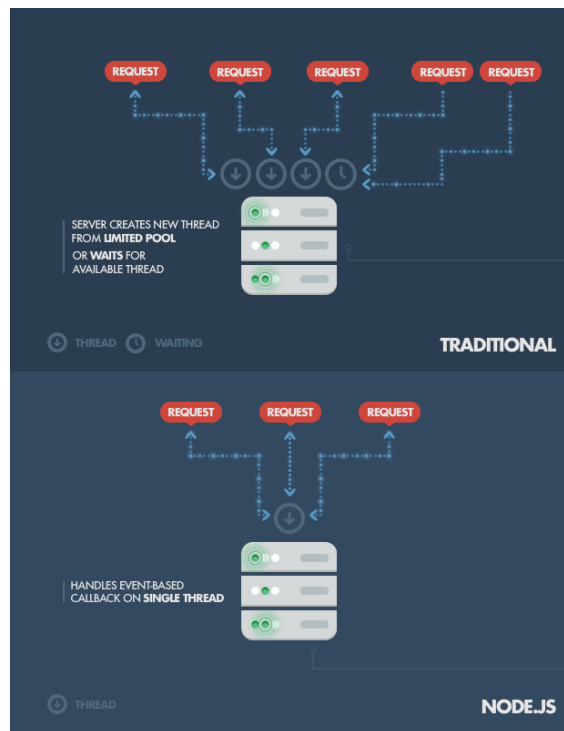 REQUEST REQUEST REQUEST REQUEST REQUEST
SERVER CREATES NEW THREAD
FROM LIMITED POOL
OR WAITS FOR
AVAILABLE THREAD
THREAD WAITING
TRADITIONAL
REQUEST REQUEST REQUEST
HANDLES EVENT-BASED
CALLBACK ON SINGLE THREAD
THREAD
NODE.JS